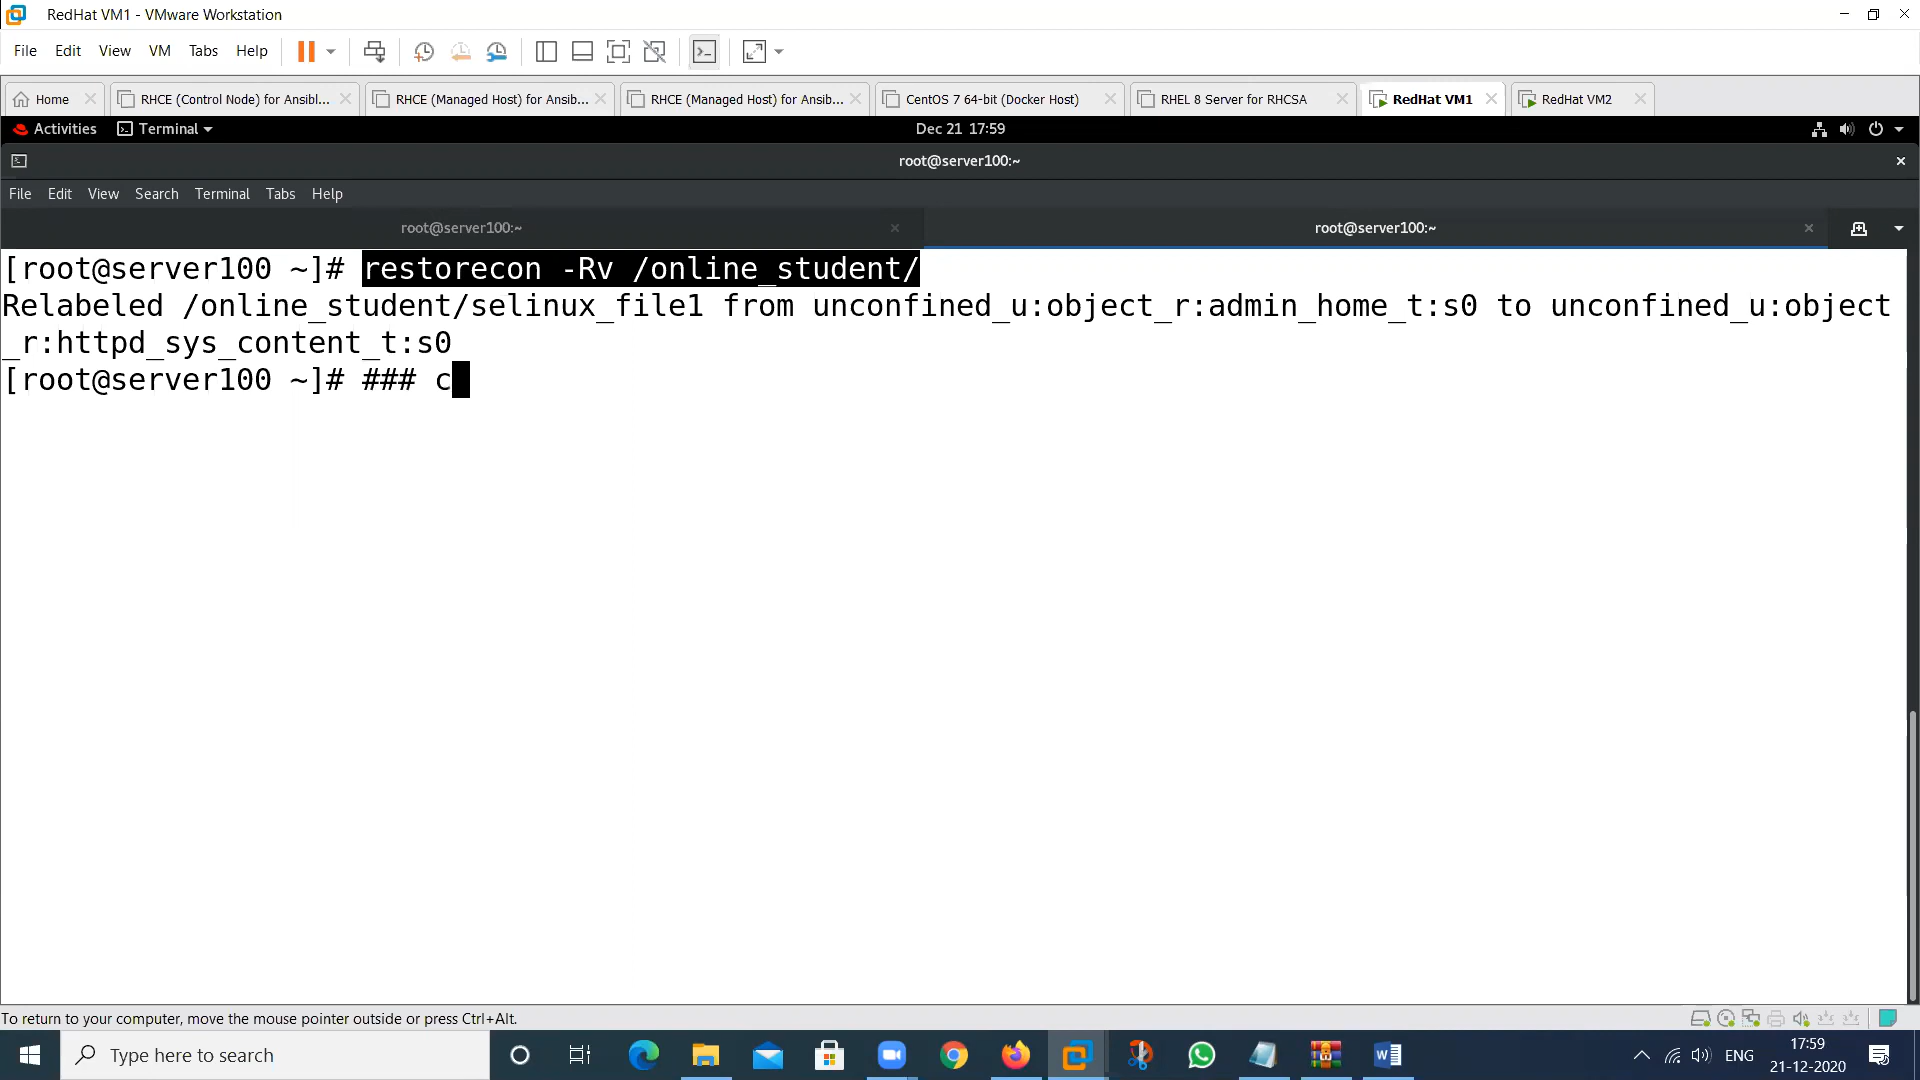 RedHat VM1 - VMware Workstation
File Edit View VM Tabs Help
Home
RHCE (Control Node) for Ansibl...
RHCE (Managed Host) for Ansib...
RHCE (Managed Host) for Ansib...
CentOS 7 64-bit (Docker Host)
RHEL 8 Server for RHCSA
RedHat VM1
RedHat VM2
Activities Terminal Dec 21 17:59
root@server100:~
File Edit View Search Terminal Tabs Help
root@server100:~ root@server100:~
[root@server100 ~]# restorecon -Rv /online_student/
Relabeled /online_student/selinux_file1 from unconfined_u:object_r:admin_home_t:s0 to unconfined_u:object
_r:httpd_sys_content_t:s0
[root@server100 ~]# ### c
To return to your computer, move the mouse pointer outside or press Ctrl+Alt.
Type here to search
ENG
17:59
21-12-2020